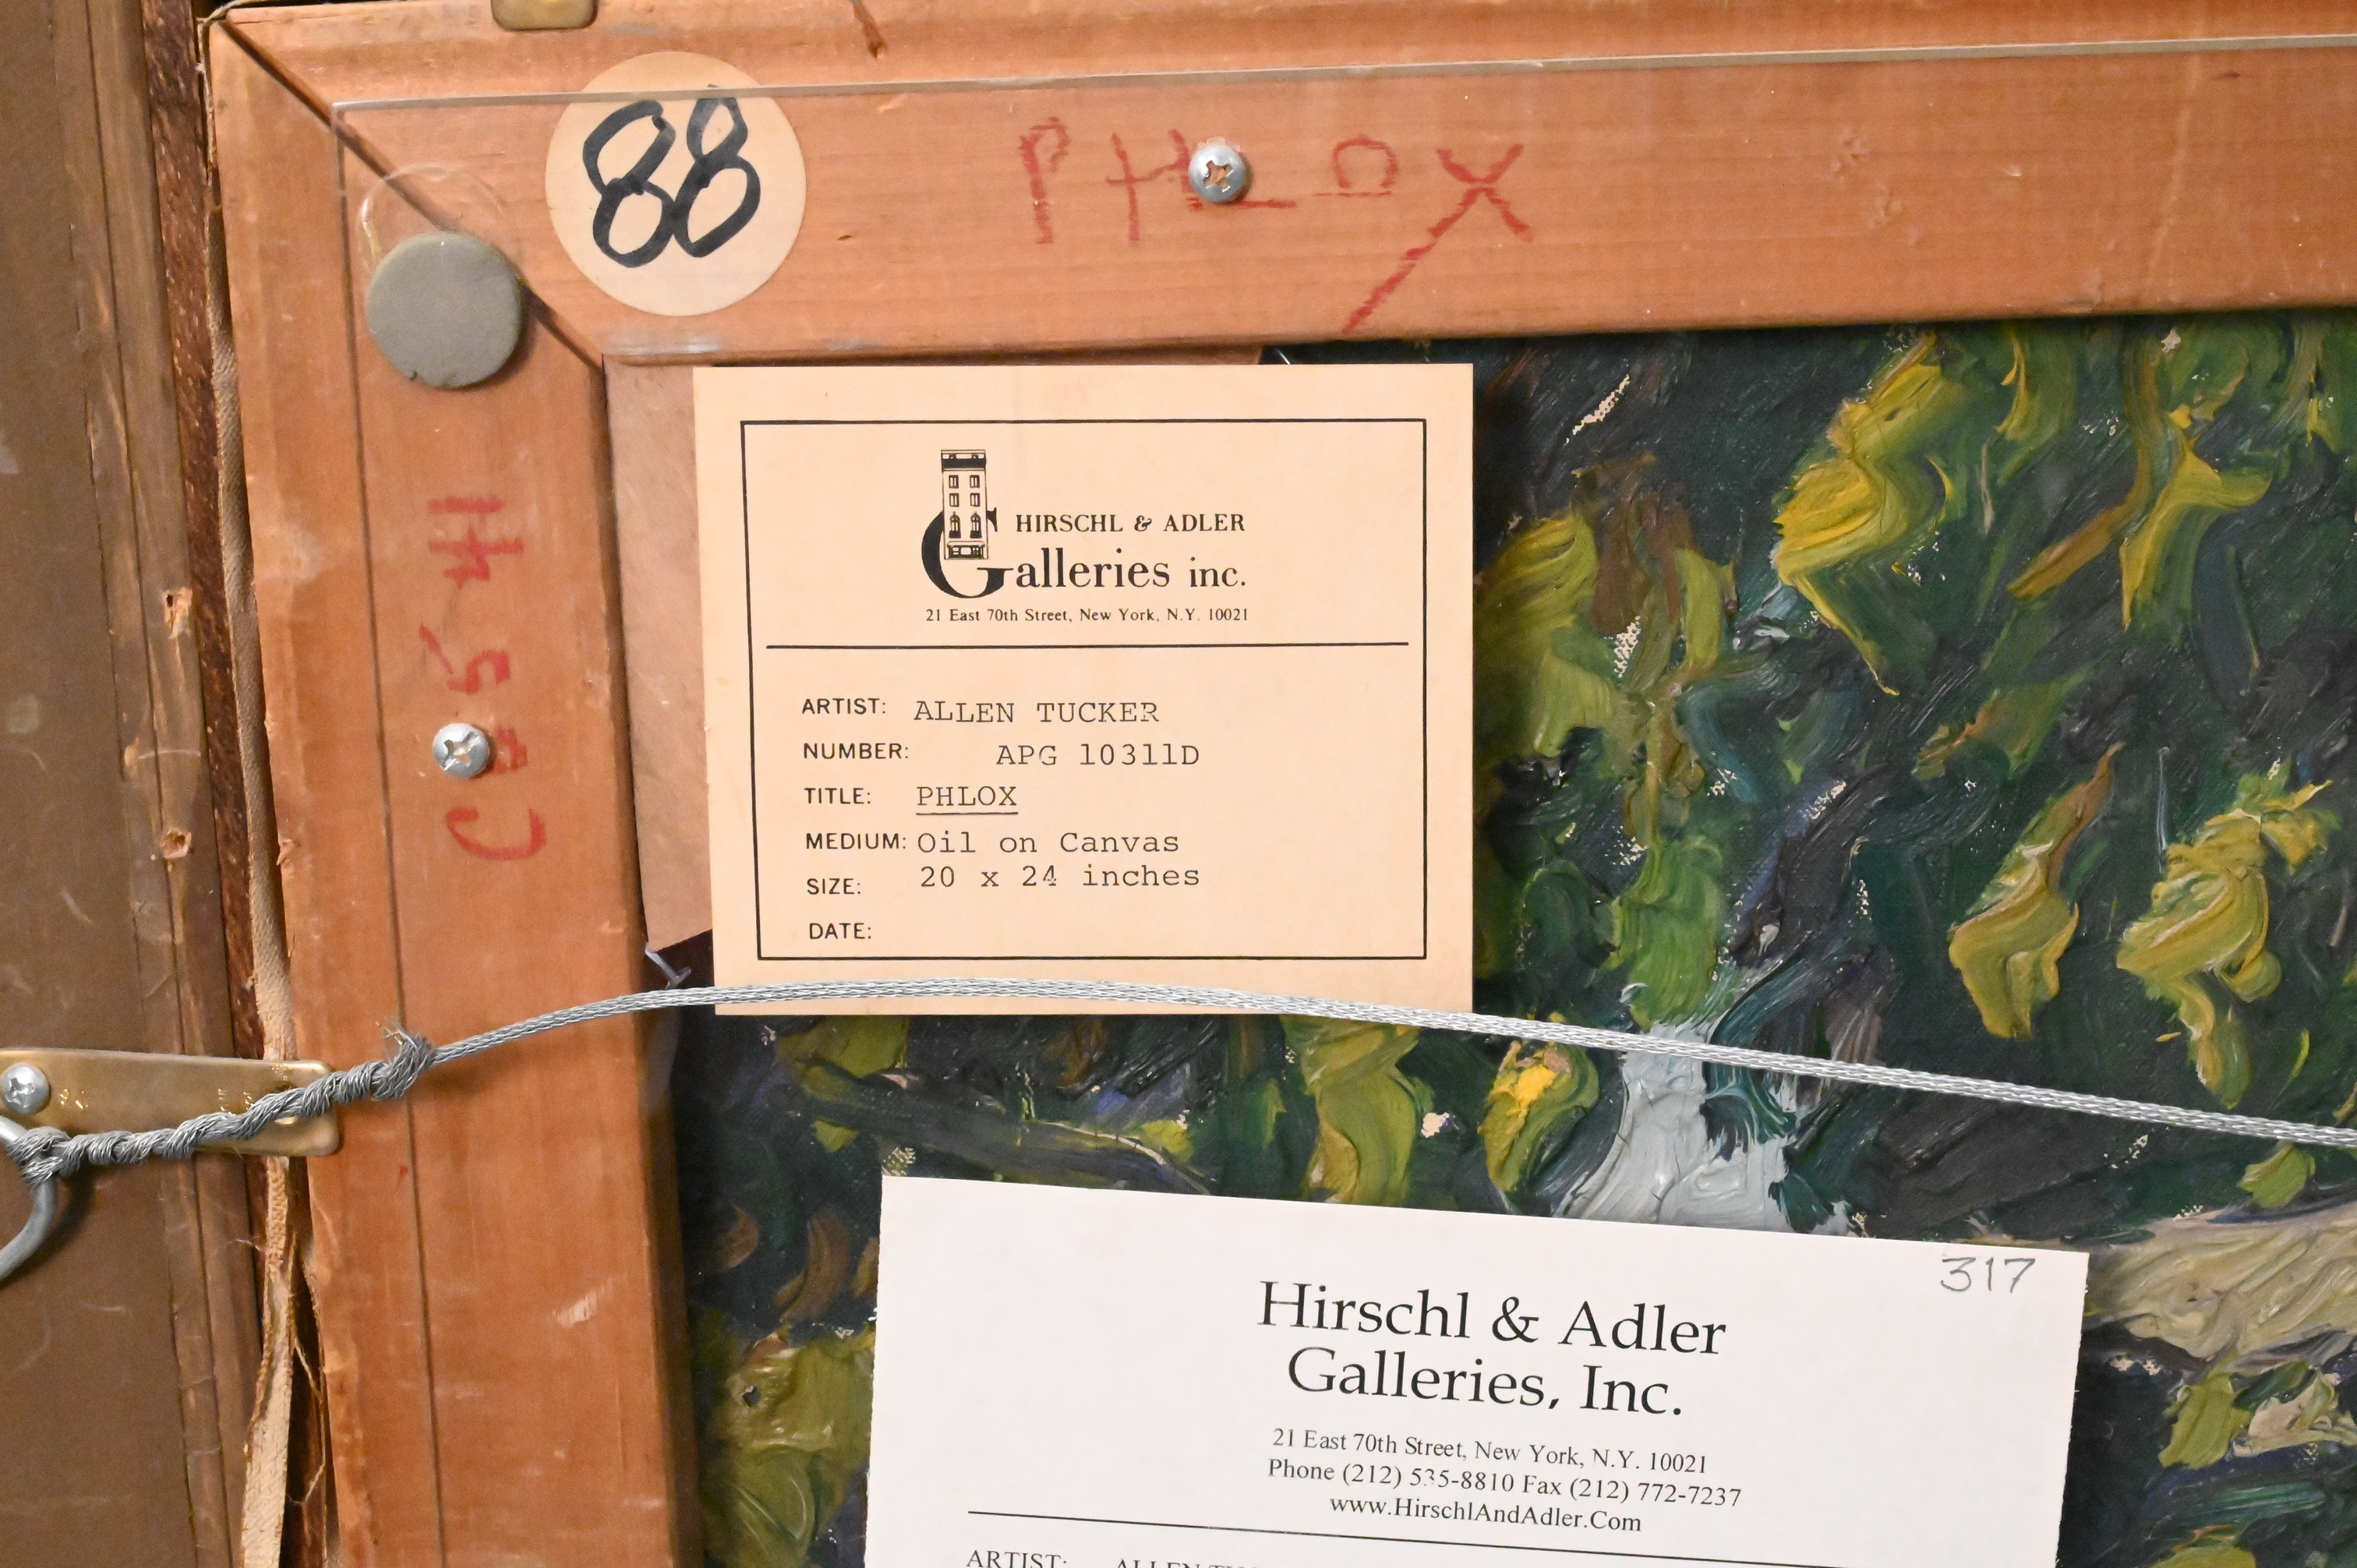 88
PHLOX
HIRSCHL & ADLER
Galleries inc.
21 East 70th Street, New York, N.Y. 10021
ARTIST: ALLEN TUCKER
NUMBER: APG 10311D
TITLE: PHLOX
MEDIUM: Oil on Canvas
SIZE: 20 x 24 inches
DATE:
317
Hirschl & Adler
Galleries, Inc.
21 East 70th Street, New York, N.Y. 10021
Phone (212) 535-8810 Fax (212) 772-7237
www.HirschlAndAdler.Com
ARTIST: ALLEN